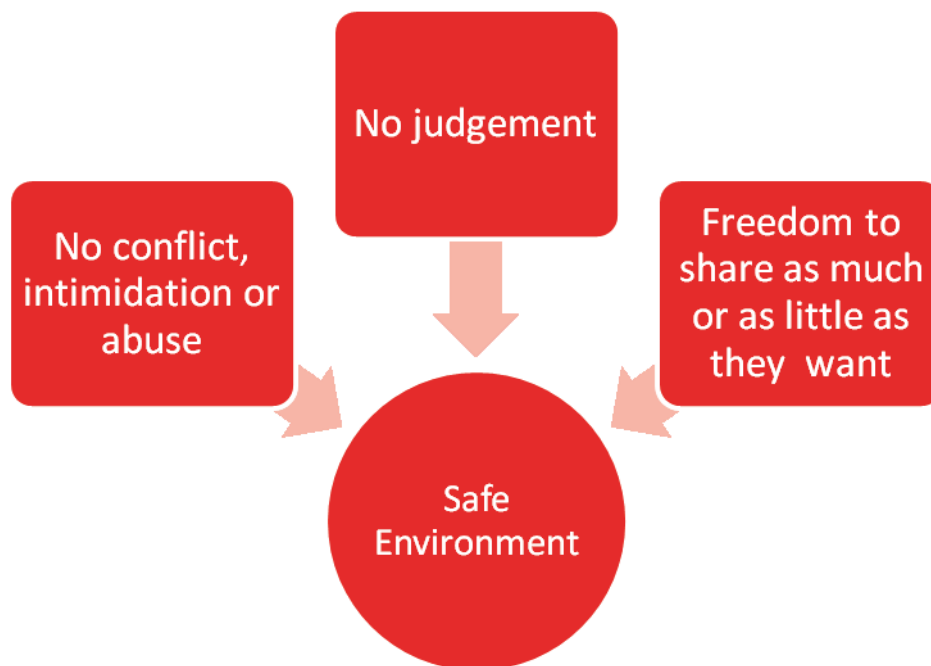 No judgement
No conflict,
intimidation or
abuse
Freedom to
share as much
or as little as
they  want
Safe
Environment